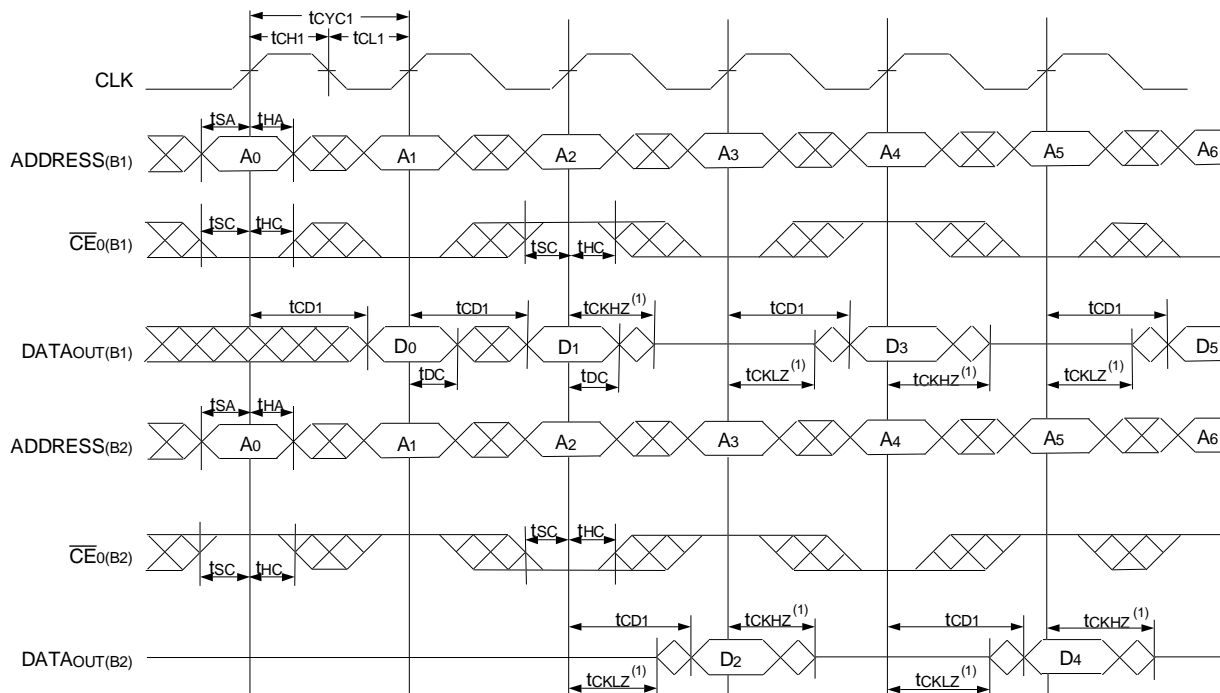 tCYC1
tCH1 tCL1
CLK
tSA tHA
ADDRESS(B1) A0 A1 A2 A3 A4 A5 A6
tSC tHC
CE0(B1) tSC tHC
tCD1 tCD1 tCKHZ(1) tCD1 tCD1
DATAOUT(B1) D0 D1 D3 D5
tDC tDC tCKLZ(1) tCKHZ(1) tCKLZ(1)
tSA tHA
ADDRESS(B2) A0 A1 A2 A3 A4 A5 A6
tSC tHC
CE0(B2)
tSC tHC
tCD1 tCKHZ(1) tCD1 tCKHZ(1)
DATAOUT(B2) D2 D4
tCKLZ(1) tCKLZ(1)